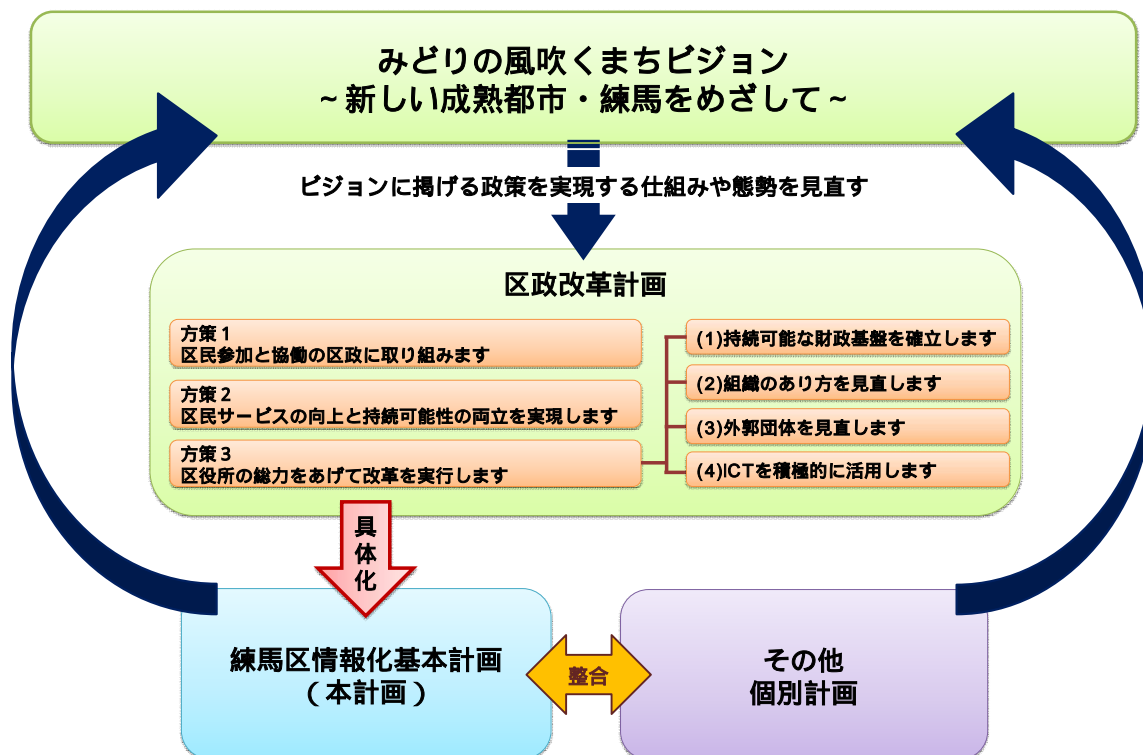 みどりの風吹くまちビジョン
~新しい成熟都市・練馬をめざして~
ビジョンに掲げる政策を実現する仕組みや態勢を見直す
区政改革計画
方策1
区民参加と協働の区政に取り組みます
方策2
区民サービスの向上と持続可能性の両立を実現します
方策3
区役所の総力をあげて改革を実行します
(1)持続可能な財政基盤を確立します
(2)組織のあり方を見直します
(3)外郭団体を見直します
(4)ICTを積極的に活用します
具
体
化
練馬区情報化基本計画
(本計画)
整合
その他
個別計画